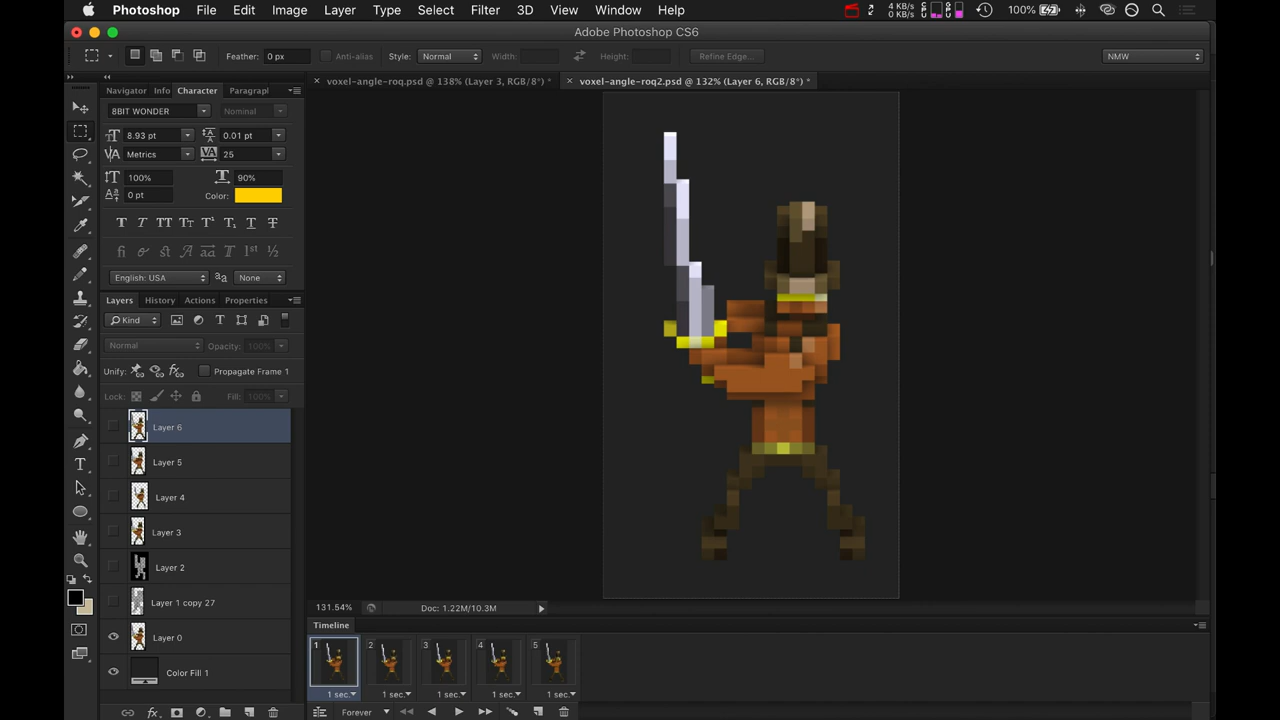 Photoshop File Edit Image Layer Type Select Filter 3D View Window Help 4 KB/s 0 KB/s 100%
Adobe Photoshop CS6
Feather: 0 px Anti-alias Style: Normal Width: Height: Refine Edge... NMW
voxel-angle-roq.psd @ 138% (Layer 3, RGB/8*) * voxel-angle-roq2.psd @ 132% (Layer 6, RGB/8*) *
Navigator Info Character Paragrapl
8BIT WONDER Nominal
8.93 pt 0.01 pt
Metrics 25
100% 90%
0 pt Color:
English: USA None
Layers History Actions Properties
Kind
Normal Opacity: 100%
Unify: Propagate Frame 1
Lock: Fill: 100%
Layer 6
Layer 5
Layer 4
Layer 3
Layer 2
Layer 1 copy 27
Layer 0
Color Fill 1
131.54% Doc: 1.22M/10.3M
Timeline
1 2 3 4 5
1 sec. 1 sec. 1 sec. 1 sec. 1 sec.
Forever